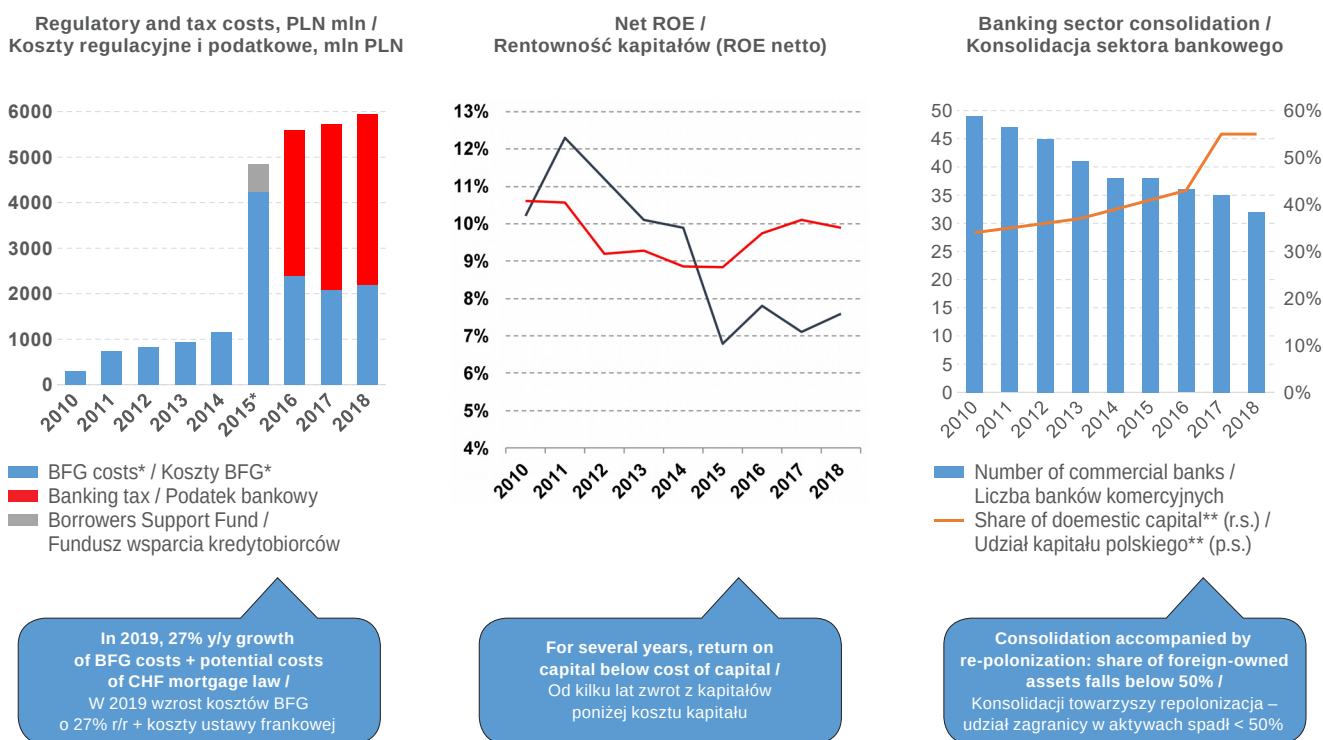 Regulatory and tax costs, PLN mln /
Koszty regulacyjne i podatkowe, mln PLN
6000
5000
4000
3000
2000
1000
0
2010
2011
2012
2013
2014
2015*
2016
2017
2018
BFG costs* / Koszty BFG*
Banking tax / Podatek bankowy
Borrowers Support Fund /
Fundusz wsparcia kredytobiorców
In 2019, 27% y/y growth
of BFG costs + potential costs
of CHF mortgage law /
W 2019 wzrost kosztów BFG
o 27% r/r + koszty ustawy frankowej
Net ROE /
Rentowność kapitałów (ROE netto)
13%
12%
11%
10%
9%
8%
7%
6%
5%
4%
2010
2011
2012
2013
2014
2015
2016
2017
2018
For several years, return on
capital below cost of capital /
Od kilku lat zwrot z kapitałów
poniżej kosztu kapitału
Banking sector consolidation /
Konsolidacja sektora bankowego
50
45
40
35
30
25
20
15
10
5
0
60%
50%
40%
30%
20%
10%
0%
2010
2011
2012
2013
2014
2015
2016
2017
2018
Number of commercial banks /
Liczba banków komercyjnych
Share of doemestic capital** (r.s.) /
Udział kapitału polskiego** (p.s.)
Consolidation accompanied by
re-polonization: share of foreign-owned
assets falls below 50% /
Konsolidacji towarzyszy repolonizacja –
udział zagranicy w aktywach spadł < 50%